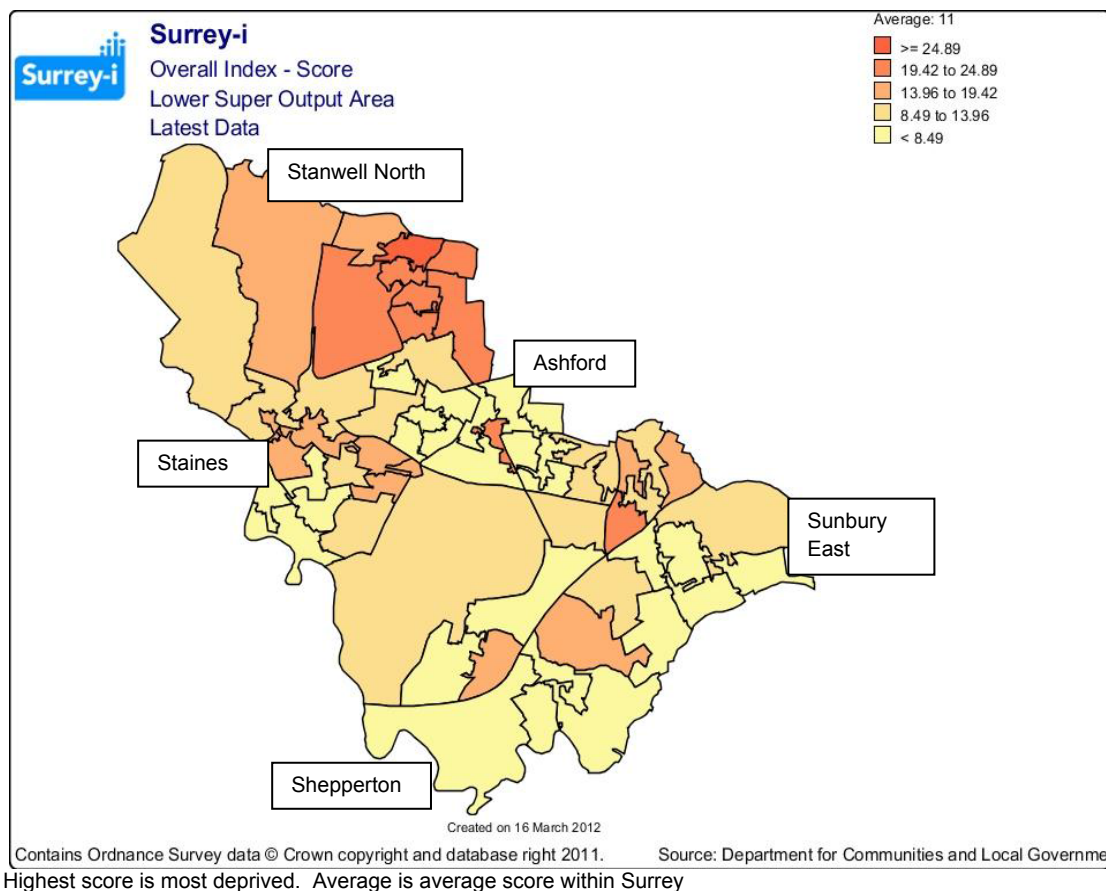 Surrey-i
Surrey-i
Overall Index - Score
Lower Super Output Area
Latest Data
Average: 11
>= 24.89
19.42 to 24.89
13.96 to 19.42
8.49 to 13.96
< 8.49
Stanwell North
Ashford
Staines
Sunbury
East
Shepperton
Created on 16 March 2012
Contains Ordnance Survey data © Crown copyright and database right 2011.
Source: Department for Communities and Local Governme
Highest score is most deprived. Average is average score within Surrey